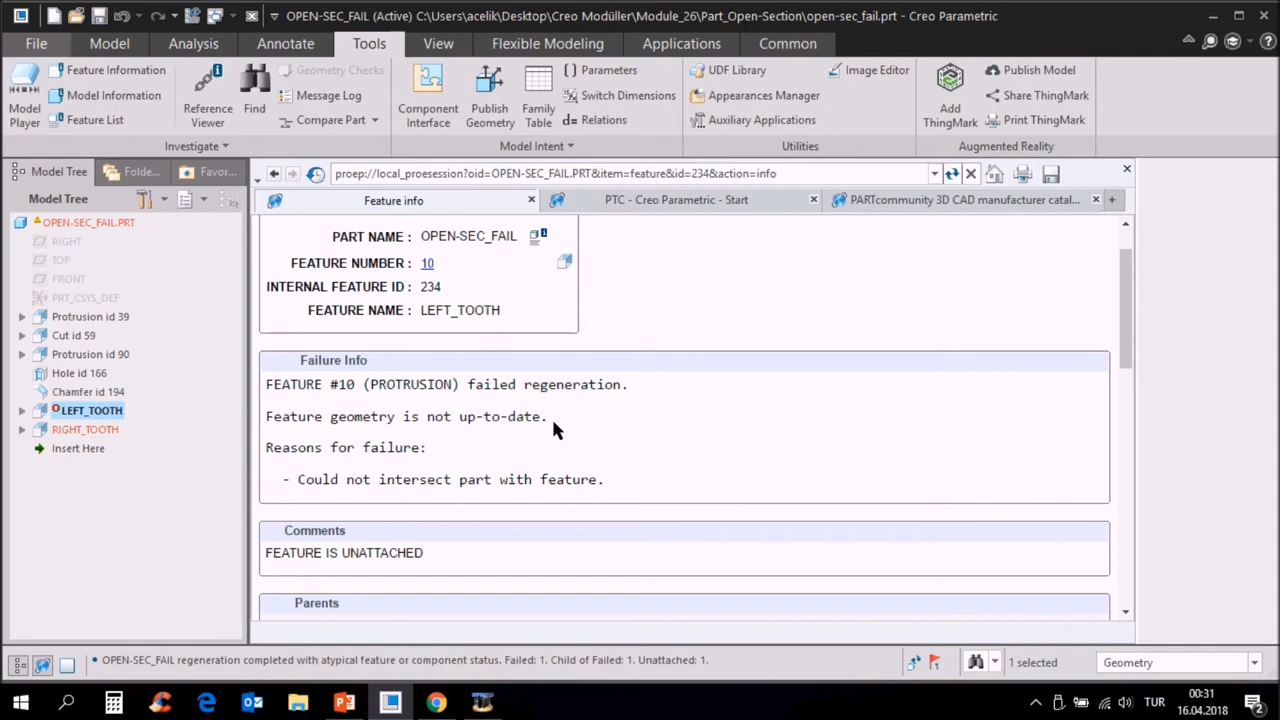 OPEN-SEC_FAIL (Active) C:\Users\acelik\Desktop\Creo Modüller\Module_26\Part_Open-Section\open-sec_fail.prt - Creo Parametric
File Model Analysis Annotate Tools View Flexible Modeling Applications Common
Model Player
Feature Information
Model Information
Feature List
Reference Viewer
Find
Geometry Checks
Message Log
Compare Part
Component Interface
Publish Geometry
Family Table
Parameters
Switch Dimensions
Relations
UDF Library
Appearances Manager
Auxiliary Applications
Image Editor
Add ThingMark
Publish Model
Share ThingMark
Print ThingMark
Investigate Model Intent Utilities Augmented Reality
Model Tree Folde... Favor...
proep://local_proesession?oid=OPEN-SEC_FAIL.PRT&item=feature&id=234&action=info
Model Tree
Feature info PTC - Creo Parametric - Start PARTcommunity 3D CAD manufacturer catal...
OPEN-SEC_FAIL.PRT
RIGHT
TOP
FRONT
PRT_CSYS_DEF
Protrusion id 39
Cut id 59
Protrusion id 90
Hole id 166
Chamfer id 194
LEFT_TOOTH
RIGHT_TOOTH
Insert Here
PART NAME : OPEN-SEC_FAIL
FEATURE NUMBER : 10
INTERNAL FEATURE ID : 234
FEATURE NAME : LEFT_TOOTH
Failure Info
FEATURE #10 (PROTRUSION) failed regeneration.
Feature geometry is not up-to-date.
Reasons for failure:
- Could not intersect part with feature.
Comments
FEATURE IS UNATTACHED
Parents
• OPEN-SEC_FAIL regeneration completed with atypical feature or component status. Failed: 1. Child of Failed: 1. Unattached: 1.
1 selected
Geometry
TUR
00:31
16.04.2018
2